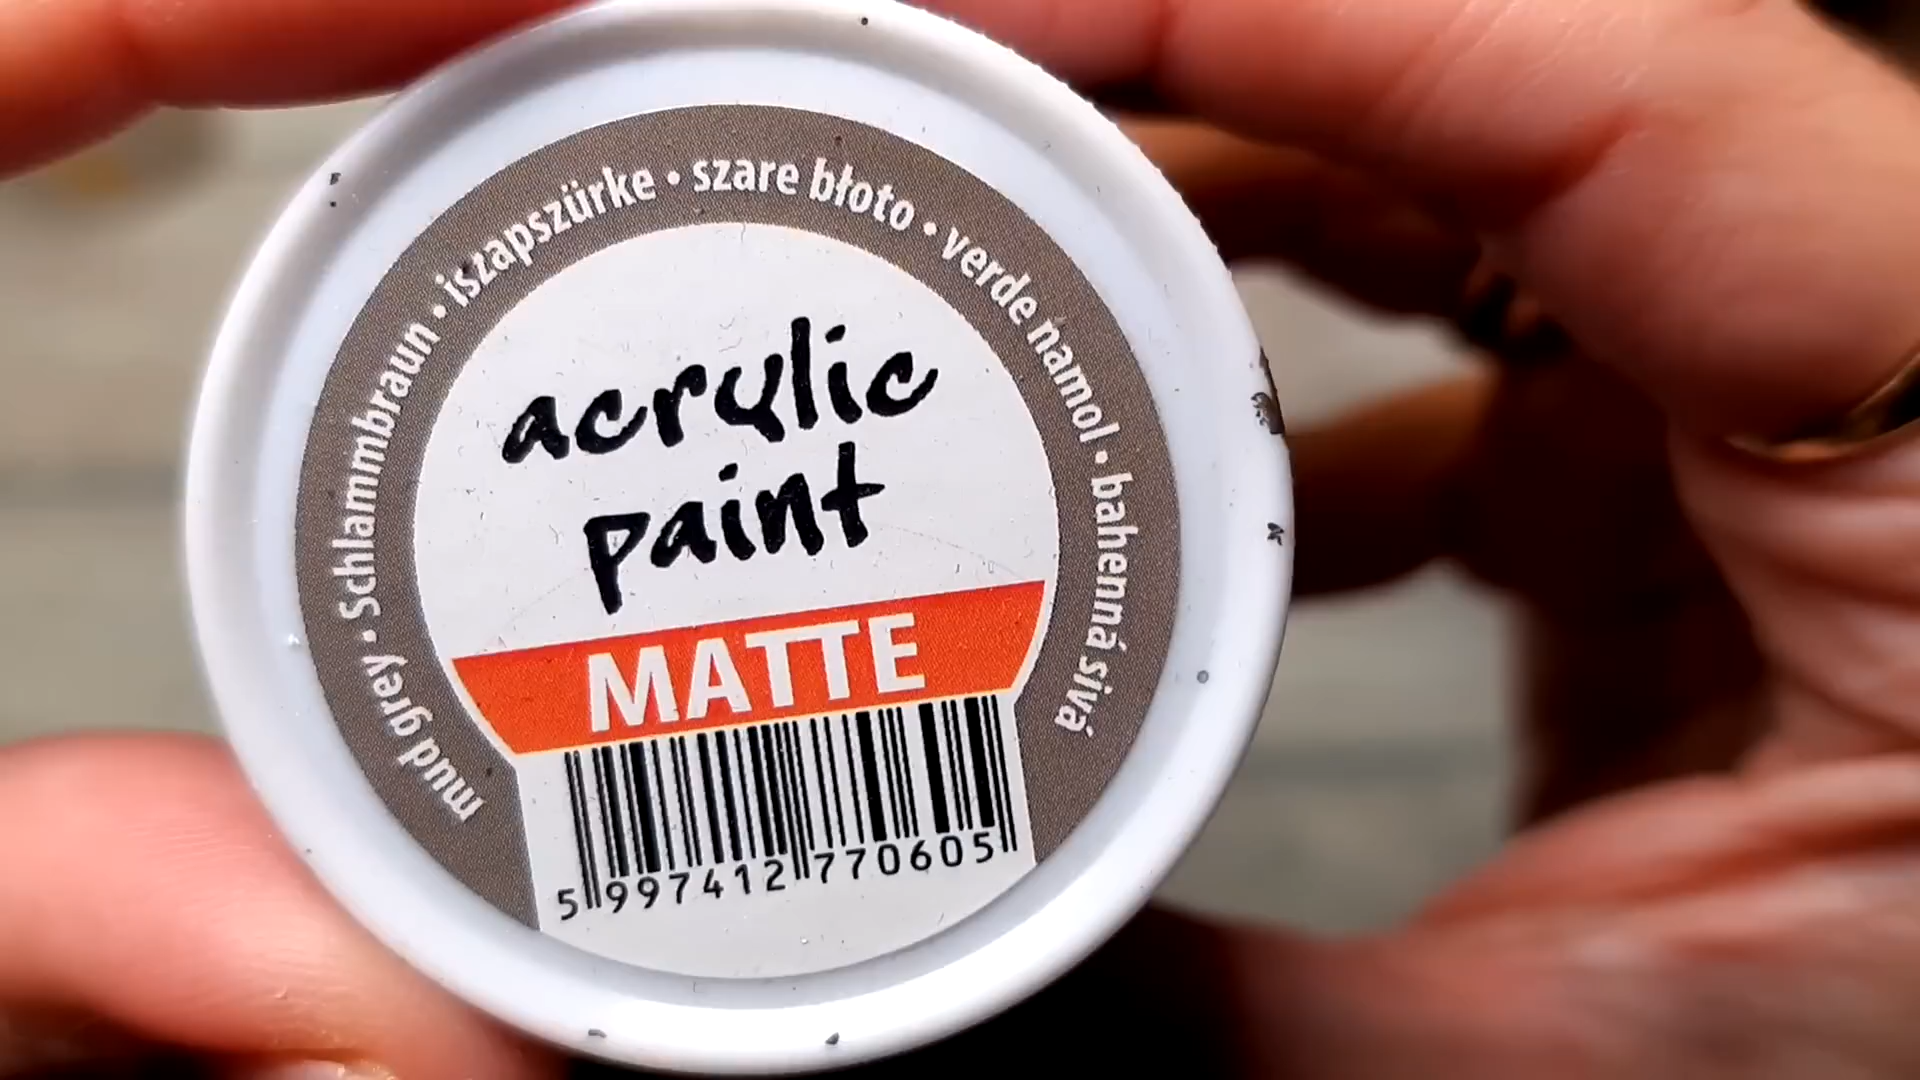 mud grey • Schlammbraun • iszapszürke • szare błoto • verde namol • bahenná sivá
acrylic
paint
MATTE
5 997412 770605